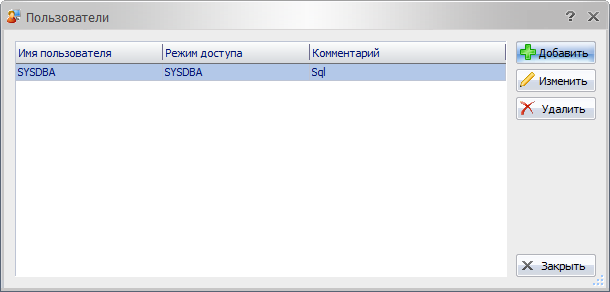 Пользователи
Имя пользователя Режим доступа Комментарий
SYSDBA SYSDBA Sql
Добавить
Изменить
Удалить
Закрыть